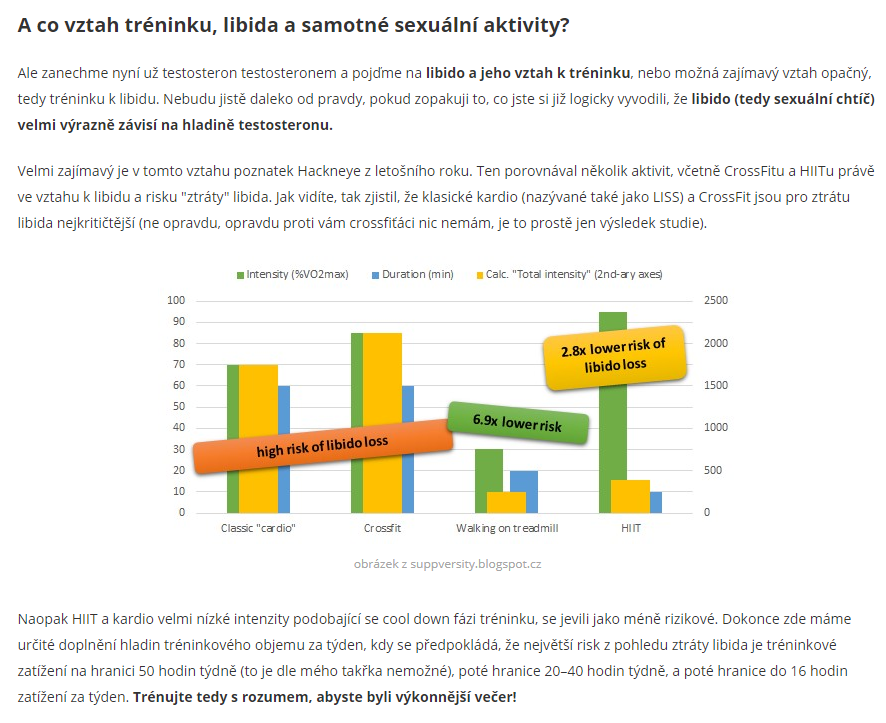 A co vztah tréninku, libida a samotné sexuální aktivity?
Ale zanechme nyní už testosteron testosteronem a pojďme na libido a jeho vztah k tréninku, nebo možná zajímavý vztah opačný,
tedy tréninku k libidu. Nebudu jistě daleko od pravdy, pokud zopakuji to, co jste si již logicky vyvodili, že libido (tedy sexuální chtíč)
velmi výrazně závisí na hladině testosteronu.
Velmi zajímavý je v tomto vztahu poznatek Hackneye z letošního roku. Ten porovnával několik aktivit, včetně CrossFitu a HIITu právě
ve vztahu k libidu a risku "ztráty" libida. Jak vidíte, tak zjistil, že klasické kardio (nazývané také jako LISS) a CrossFit jsou pro ztrátu
libida nejkritičtější (ne opravdu, opravdu proti vám crossfiťáci nic nemám, je to prostě jen výsledek studie).
Intensity (%VO2max) Duration (min) Calc. "Total intensity" (2nd-ary axes)
100 2500
90
80 2000
70
60 1500
50
40 1000
30
20 500
10
0 0
2.8x lower risk of
libido loss
6.9x lower risk
high risk of libido loss
Classic "cardio" Crossfit Walking on treadmill HIIT
obrázek z suppversity.blogspot.cz
Naopak HIIT a kardio velmi nízké intenzity podobající se cool down fázi tréninku, se jevili jako méně rizikové. Dokonce zde máme
určité doplnění hladin tréninkového objemu za týden, kdy se předpokládá, že největší risk z pohledu ztráty libida je tréninkové
zatížení na hranici 50 hodin týdně (to je dle mého takřka nemožné), poté hranice 20–40 hodin týdně, a poté hranice do 16 hodin
zatížení za týden. Trénujte tedy s rozumem, abyste byli výkonnější večer!